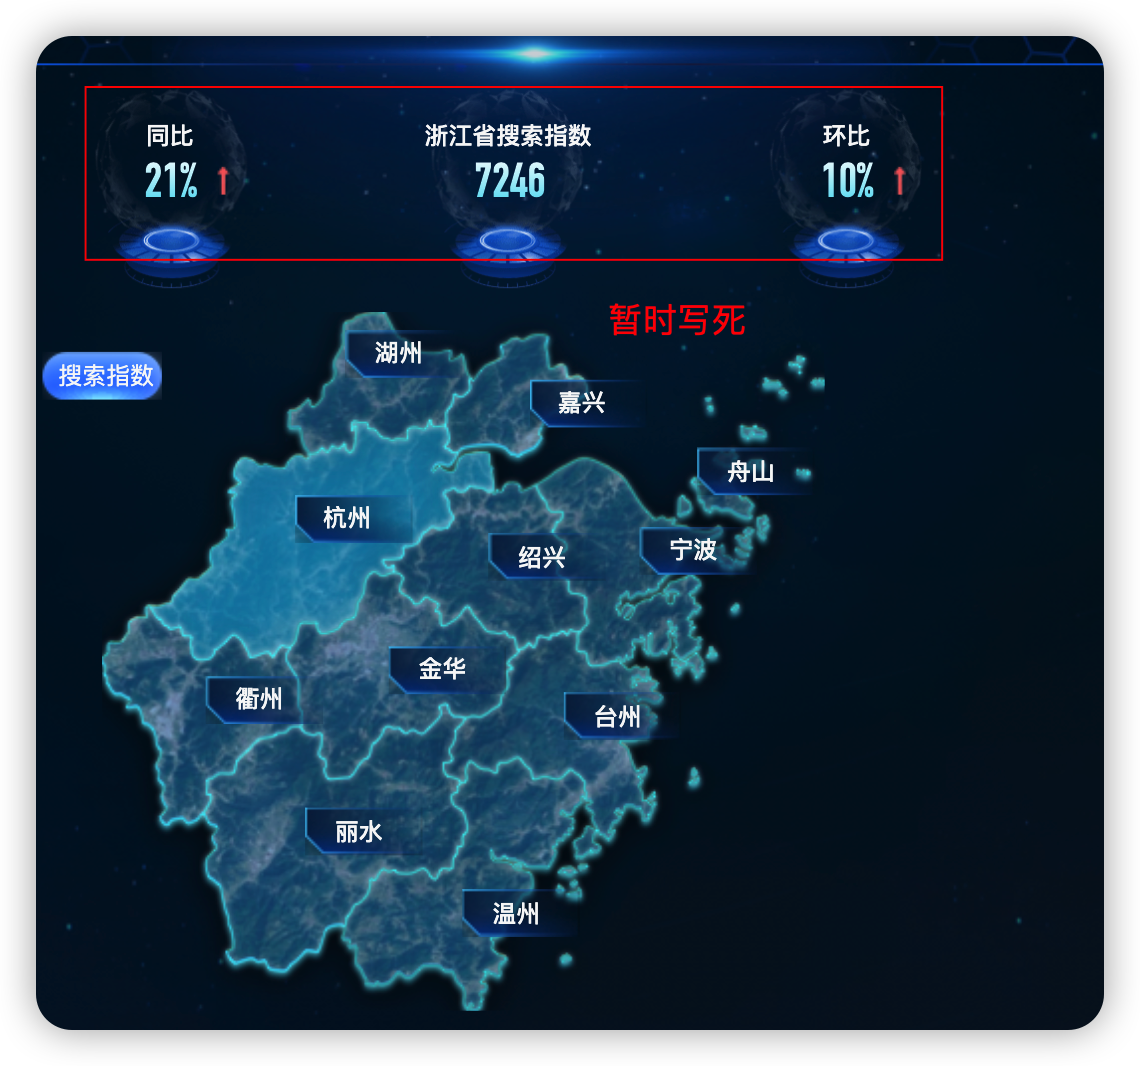 同比
浙江省搜索指数
环比
21%
7246
10%
暂时写死
湖州
搜索指数
嘉兴
舟山
杭州
绍兴
宁波
金华
衢州
台州
丽水
温州